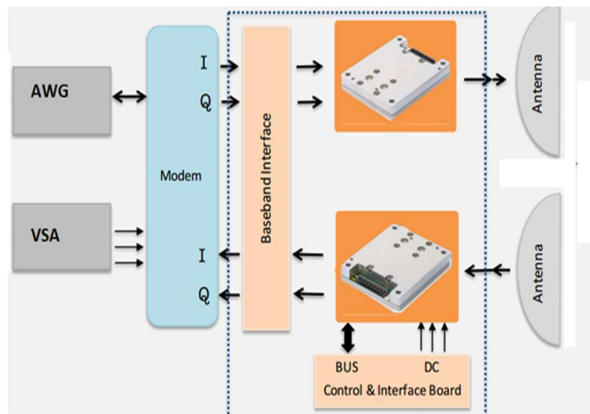 AWG
VSA
Modem
I
Q
I
Q
Baseband Interface
Antenna
Antenna
BUS
DC
Control & Interface Board